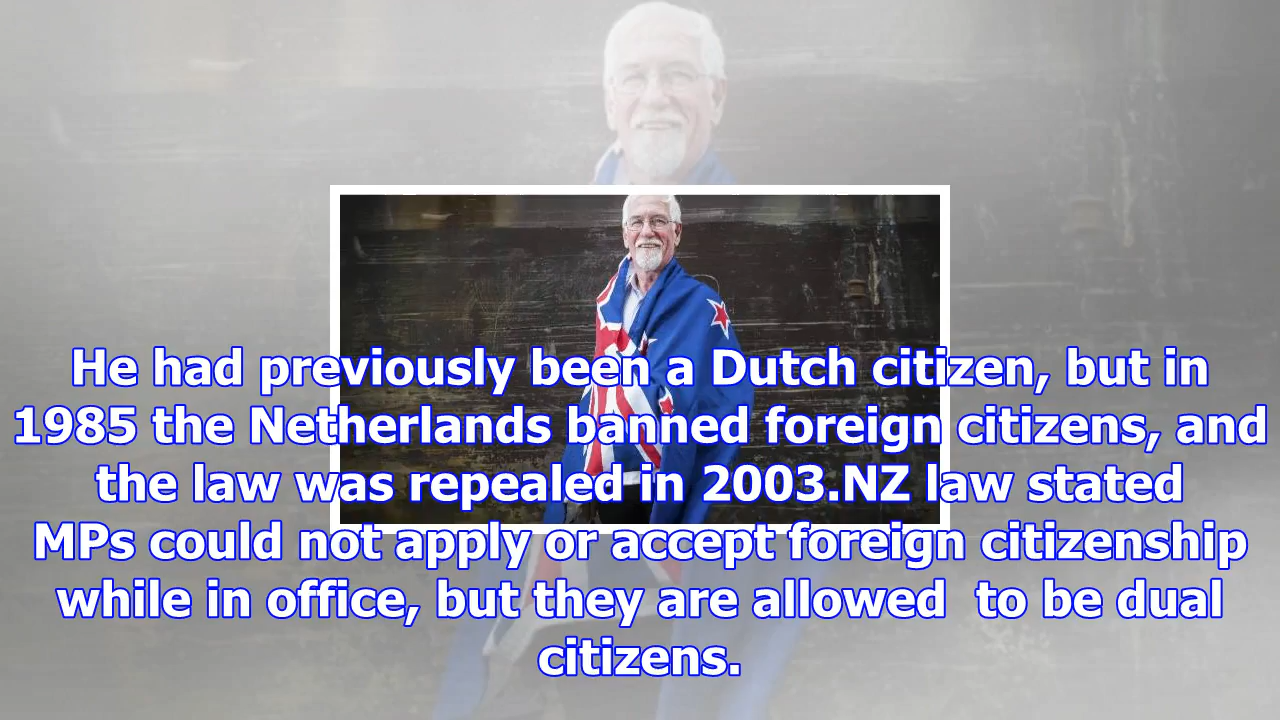 He had previously been a Dutch citizen, but in
1985 the Netherlands banned foreign citizens, and
the law was repealed in 2003.NZ law stated
MPs could not apply or accept foreign citizenship
while in office, but they are allowed  to be dual
citizens.